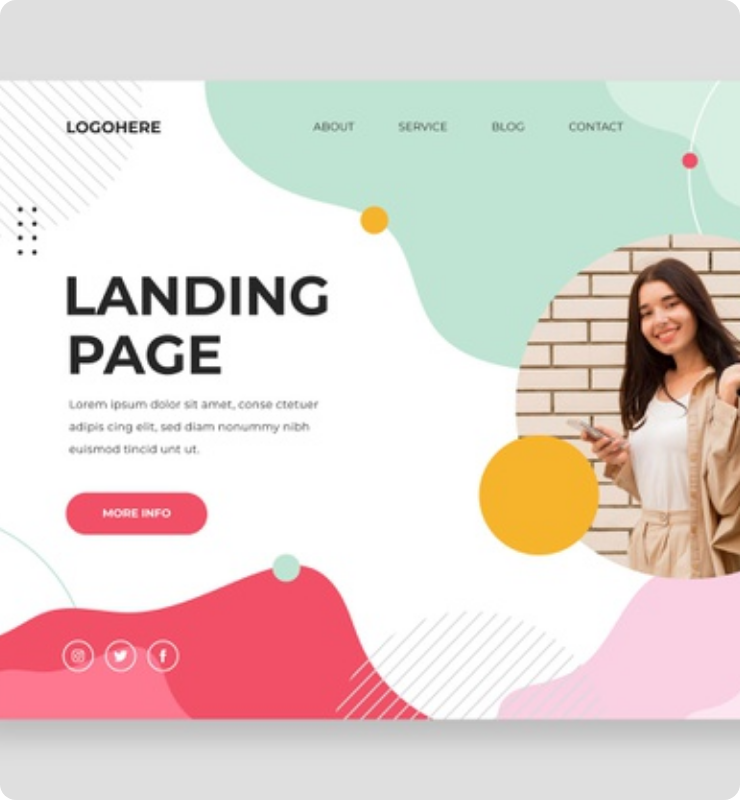 LOGOHERE
ABOUT SERVICE BLOG CONTACT
LANDING
PAGE
Lorem ipsum dolor sit amet, conse ctetuer
adipis cing elit, sed diam nonummy nibh
euismod tincid unt ut.
MORE INFO